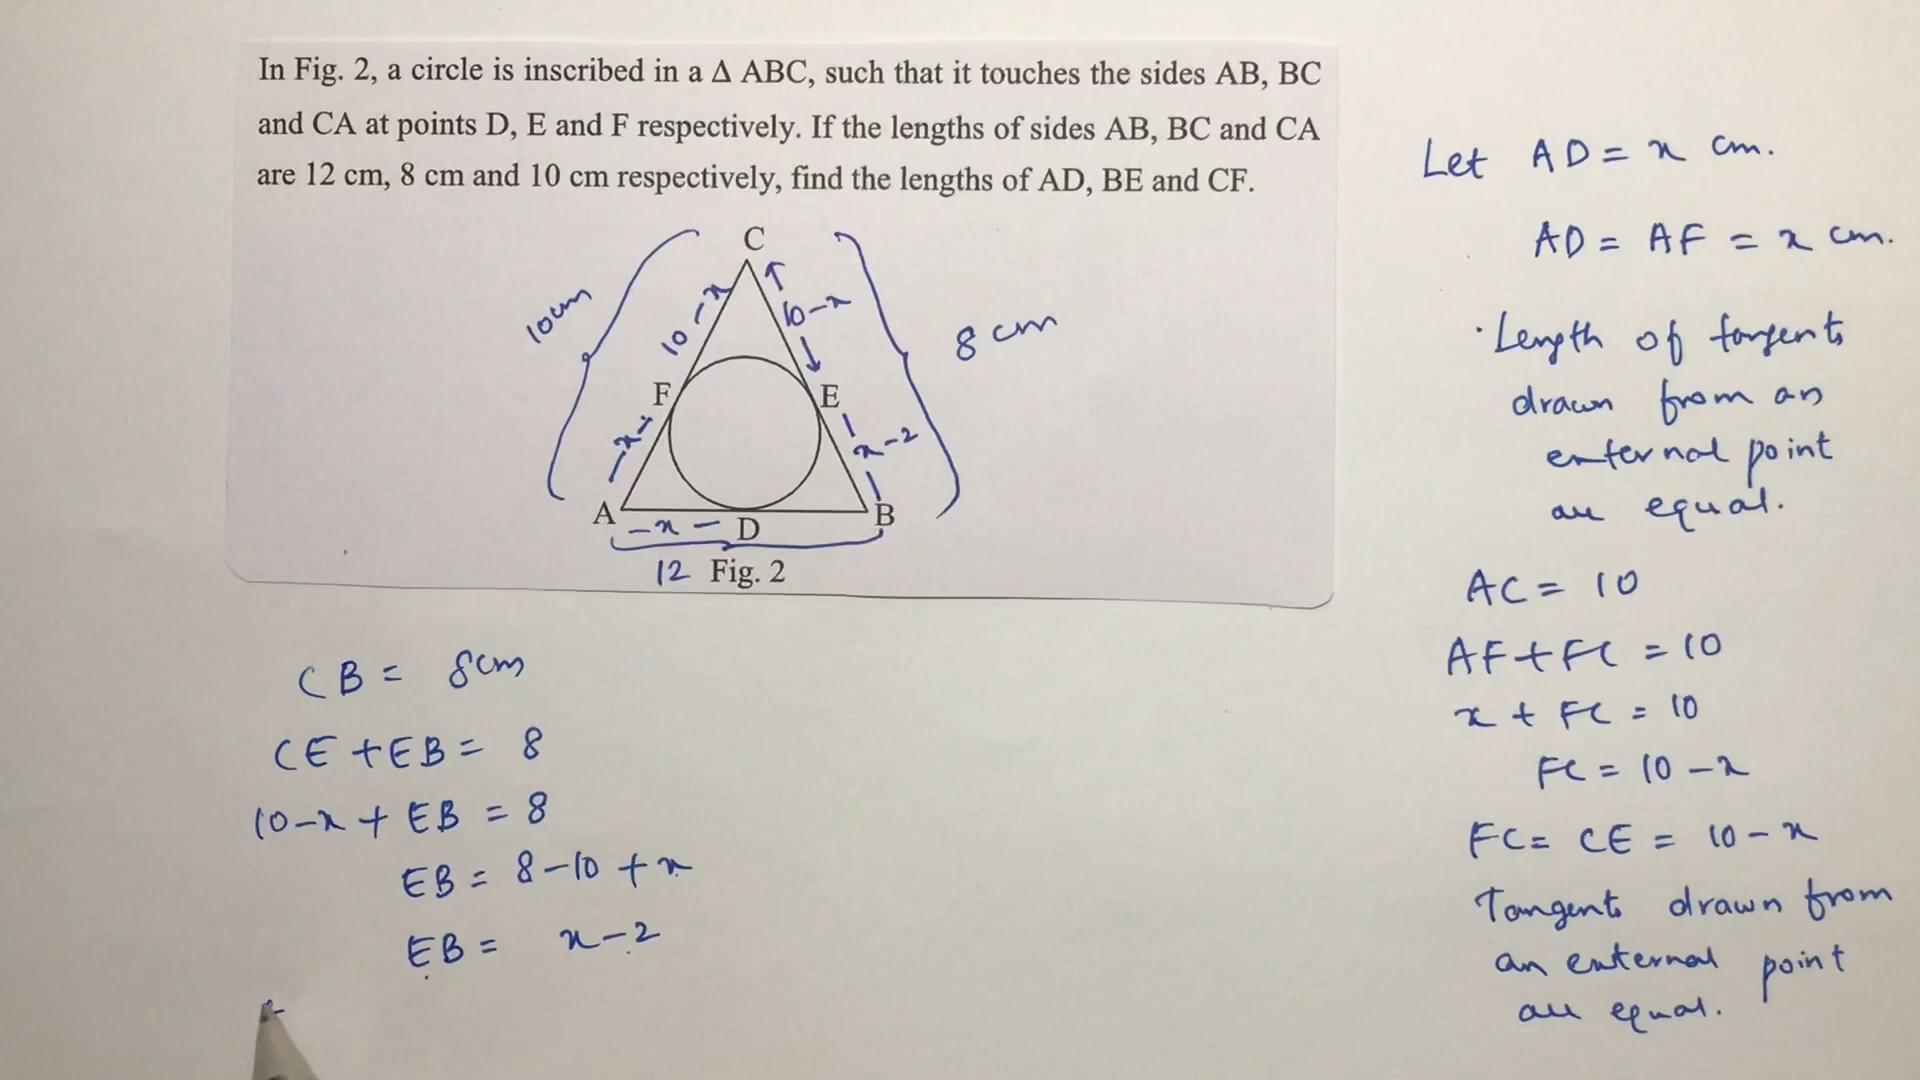 In Fig. 2, a circle is inscribed in a Δ ABC, such that it touches the sides AB, BC
and CA at points D, E and F respectively. If the lengths of sides AB, BC and CA
are 12 cm, 8 cm and 10 cm respectively, find the lengths of AD, BE and CF.
C
10cm
10 - x
10-x
8 cm
F
E
x
x-2
A
B
-x-
D
12
Fig. 2
CB = 8cm
CE + EB = 8
10-x + EB = 8
EB = 8-10 + x
EB = x-2
Let AD = x cm.
AD = AF = x cm.
Length of tangents
drawn from an
external point
are equal.
AC = 10
AF + FC = 10
x + FC = 10
FC = 10 - x
FC = CE = 10 - x
Tangents drawn from
an external point
are equal.